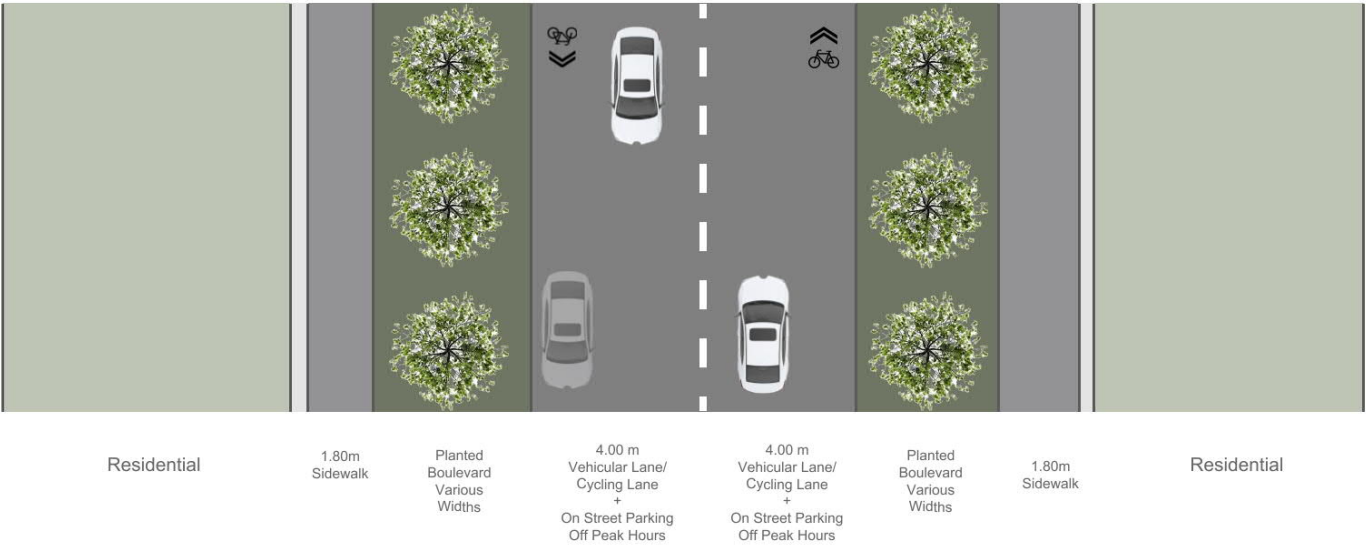 Residential
1.80m
Sidewalk
Planted
Boulevard
Various
Widths
4.00 m
Vehicular Lane/
Cycling Lane
+
On Street Parking
Off Peak Hours
4.00 m
Vehicular Lane/
Cycling Lane
+
On Street Parking
Off Peak Hours
Planted
Boulevard
Various
Widths
1.80m
Sidewalk
Residential